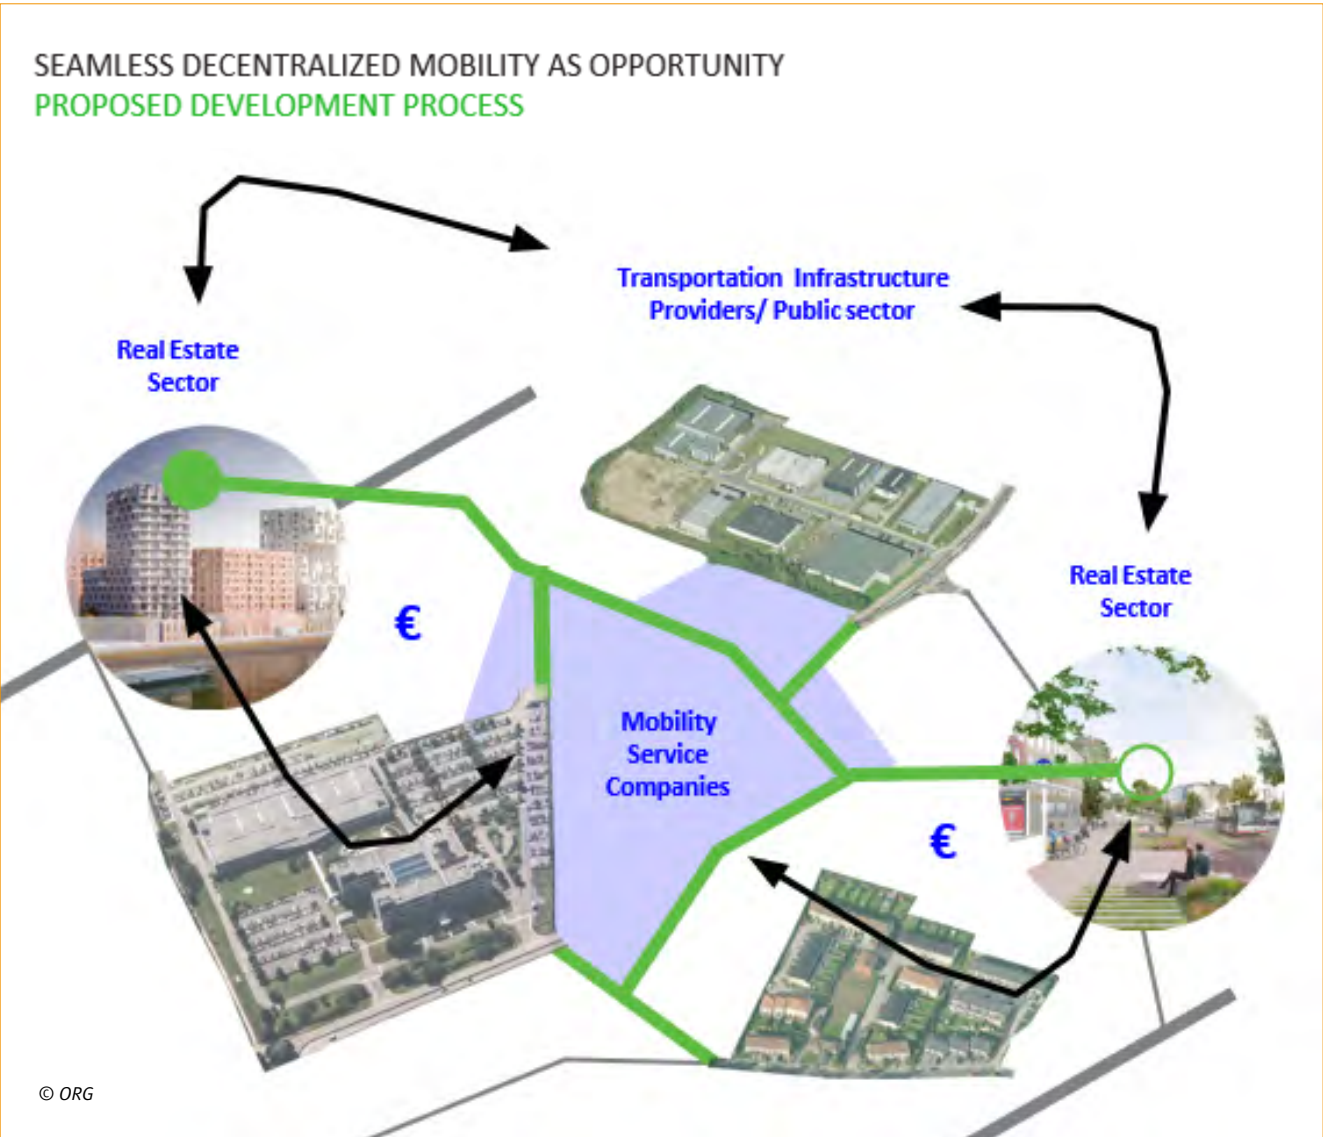 SEAMLESS DECENTRALIZED MOBILITY AS OPPORTUNITY
PROPOSED DEVELOPMENT PROCESS
Transportation Infrastructure
Providers/ Public sector
Real Estate
Sector
Real Estate
Sector
€
Mobility
Service
Companies
€
© ORG